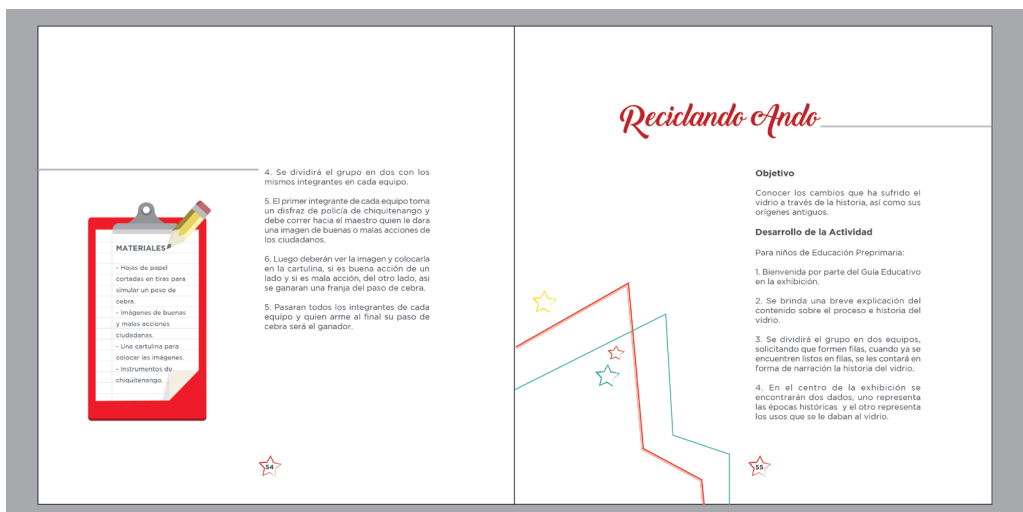 4. Se dividirá el grupo en dos con los
mismos integrantes en cada equipo.
5. El primer integrante de cada equipo toma
un disfraz de policía de chiquitenango y
debe correr hacia el maestro quien le dara
una imagen de buenas o malas acciones de
los ciudadanos.
6. Luego deberán ver la imagen y colocarla
en la cartulina, si es buena acción de un
lado y si es mala acción, del otro lado, asi
se ganaran una franja del paso de cebra.
5. Pasaran todos los integrantes de cada
equipo y quien arme al final su paso de
cebra será el ganador.
MATERIALES
- Hojas de papel
cortadas en tiras para
simular un paso de
cebra.
- Imágenes de buenas
y malas acciones
ciudadanas.
- Una cartulina para
colocar las imágenes.
- Instrumentos de
chiquitenango.
54
Reciclando Ando
Objetivo
Conocer los cambios que ha sufrido el
vidrio a través de la historia, así como sus
orígenes antiguos.
Desarrollo de la Actividad
Para niños de Educación Preprimaria:
1. Bienvenida por parte del Guía Educativo
en la exhibición.
2. Se brinda una breve explicación del
contenido sobre el proceso e historia del
vidrio.
3. Se dividirá el grupo en dos equipos,
solicitando que formen filas, cuando ya se
encuentren listos en filas, se les contará en
forma de narración la historia del vidrio.
4. En el centro de la exhibición se
encontrarán dos dados, uno representa
las épocas históricas y el otro representa
los usos que se le daban al vidrio.
55